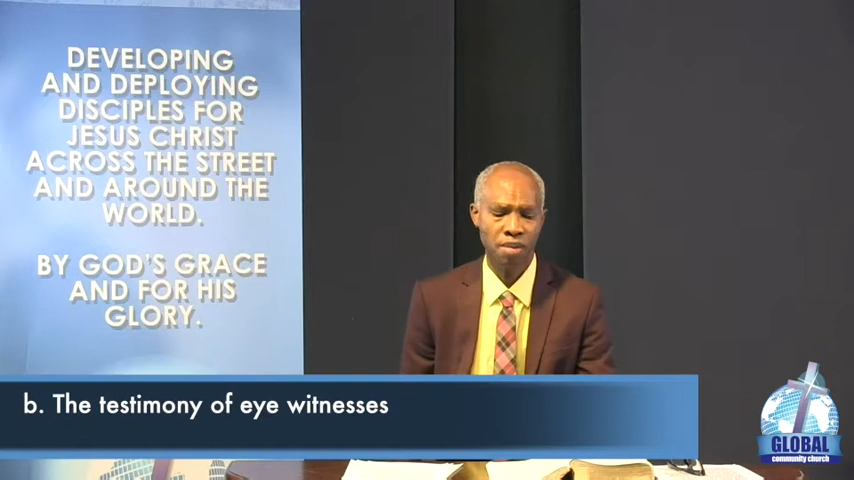 DEVELOPING
AND DEPLOYING
DISCIPLES FOR
JESUS CHRIST
ACROSS THE STREET
AND AROUND THE
WORLD.
BY GOD'S GRACE
AND FOR HIS
GLORY.
b. The testimony of eye witnesses
GLOBAL
community church